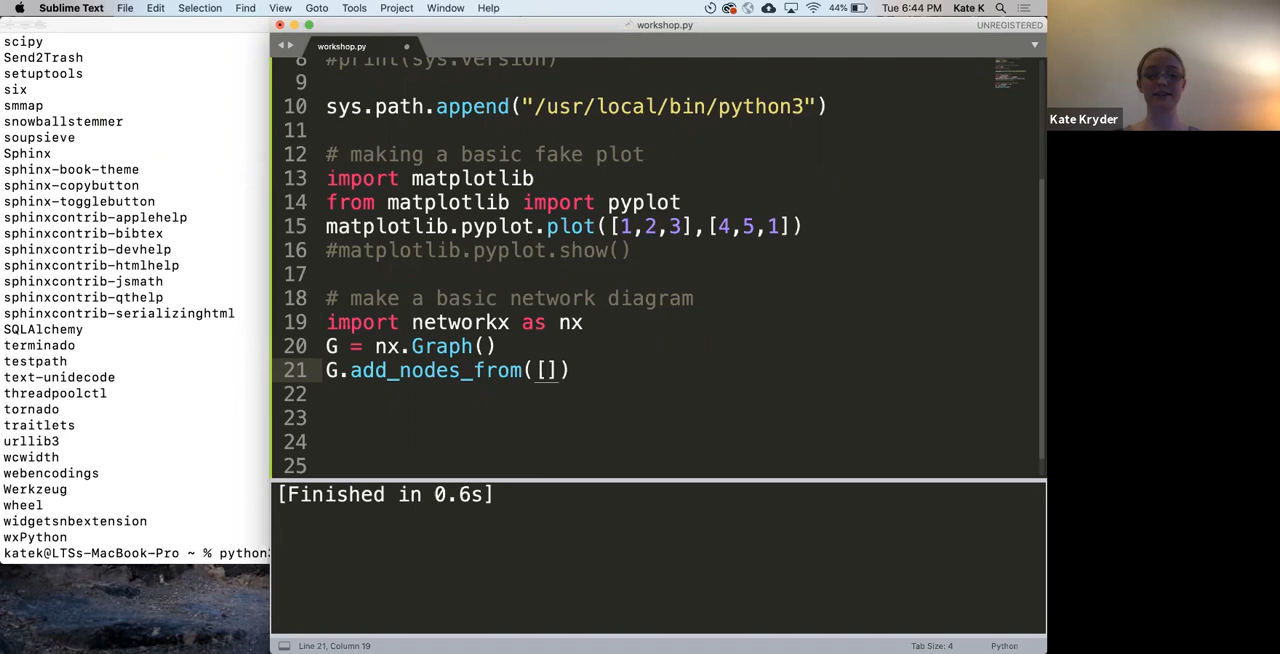 Sublime Text File Edit Selection Find View Goto Tools Project Window Help 44% Tue 6:44 PM Kate K
scipy
Send2Trash
setuptools
six
smmap
snowballstemmer
soupsieve
Sphinx
sphinx-book-theme
sphinx-copybutton
sphinx-togglebutton
sphinxcontrib-applehelp
sphinxcontrib-bibtex
sphinxcontrib-devhelp
sphinxcontrib-htmlhelp
sphinxcontrib-jsmath
sphinxcontrib-qthelp
sphinxcontrib-serializinghtml
SQLAlchemy
terminado
testpath
text-unidecode
threadpoolctl
tornado
traitlets
urllib3
wcwidth
webencodings
Werkzeug
wheel
widgetsnbextension
wxPython
katek@LTSs-MacBook-Pro ~ % python3
workshop.py UNREGISTERED
workshop.py
8 #print(sys.version)
9
10 sys.path.append("/usr/local/bin/python3")
11
12 # making a basic fake plot
13 import matplotlib
14 from matplotlib import pyplot
15 matplotlib.pyplot.plot([1,2,3],[4,5,1])
16 #matplotlib.pyplot.show()
17
18 # make a basic network diagram
19 import networkx as nx
20 G = nx.Graph()
21 G.add_nodes_from([])
22
23
24
25
[Finished in 0.6s]
Line 21, Column 19 Tab Size: 4 Python
Kate Kryder